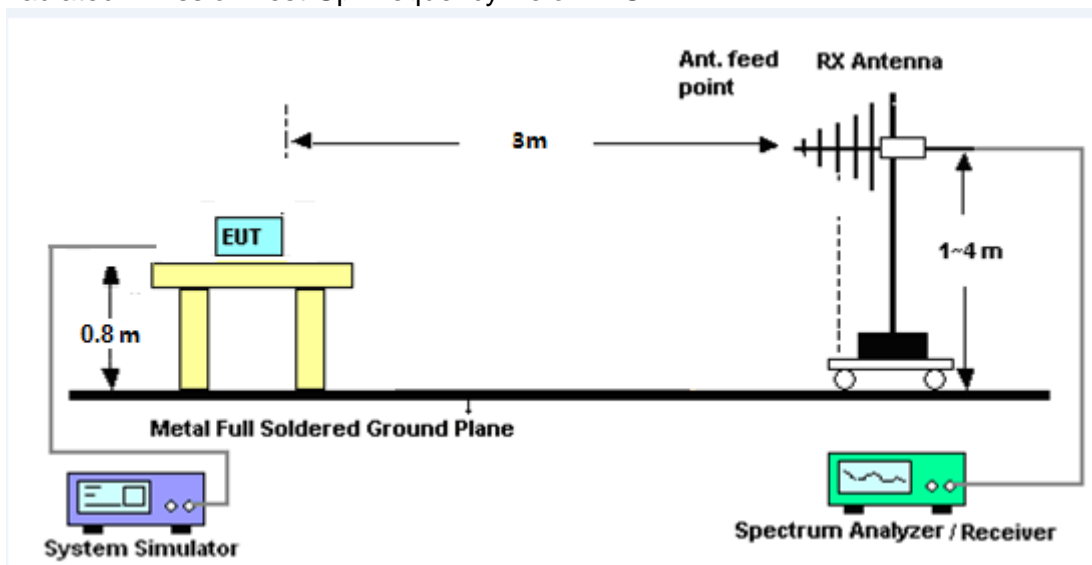 Ant. feed
point
RX Antenna
3m
EUT
1~4 m
0.8 m
Metal Full Soldered Ground Plane
System Simulator
Spectrum Analyzer / Receiver